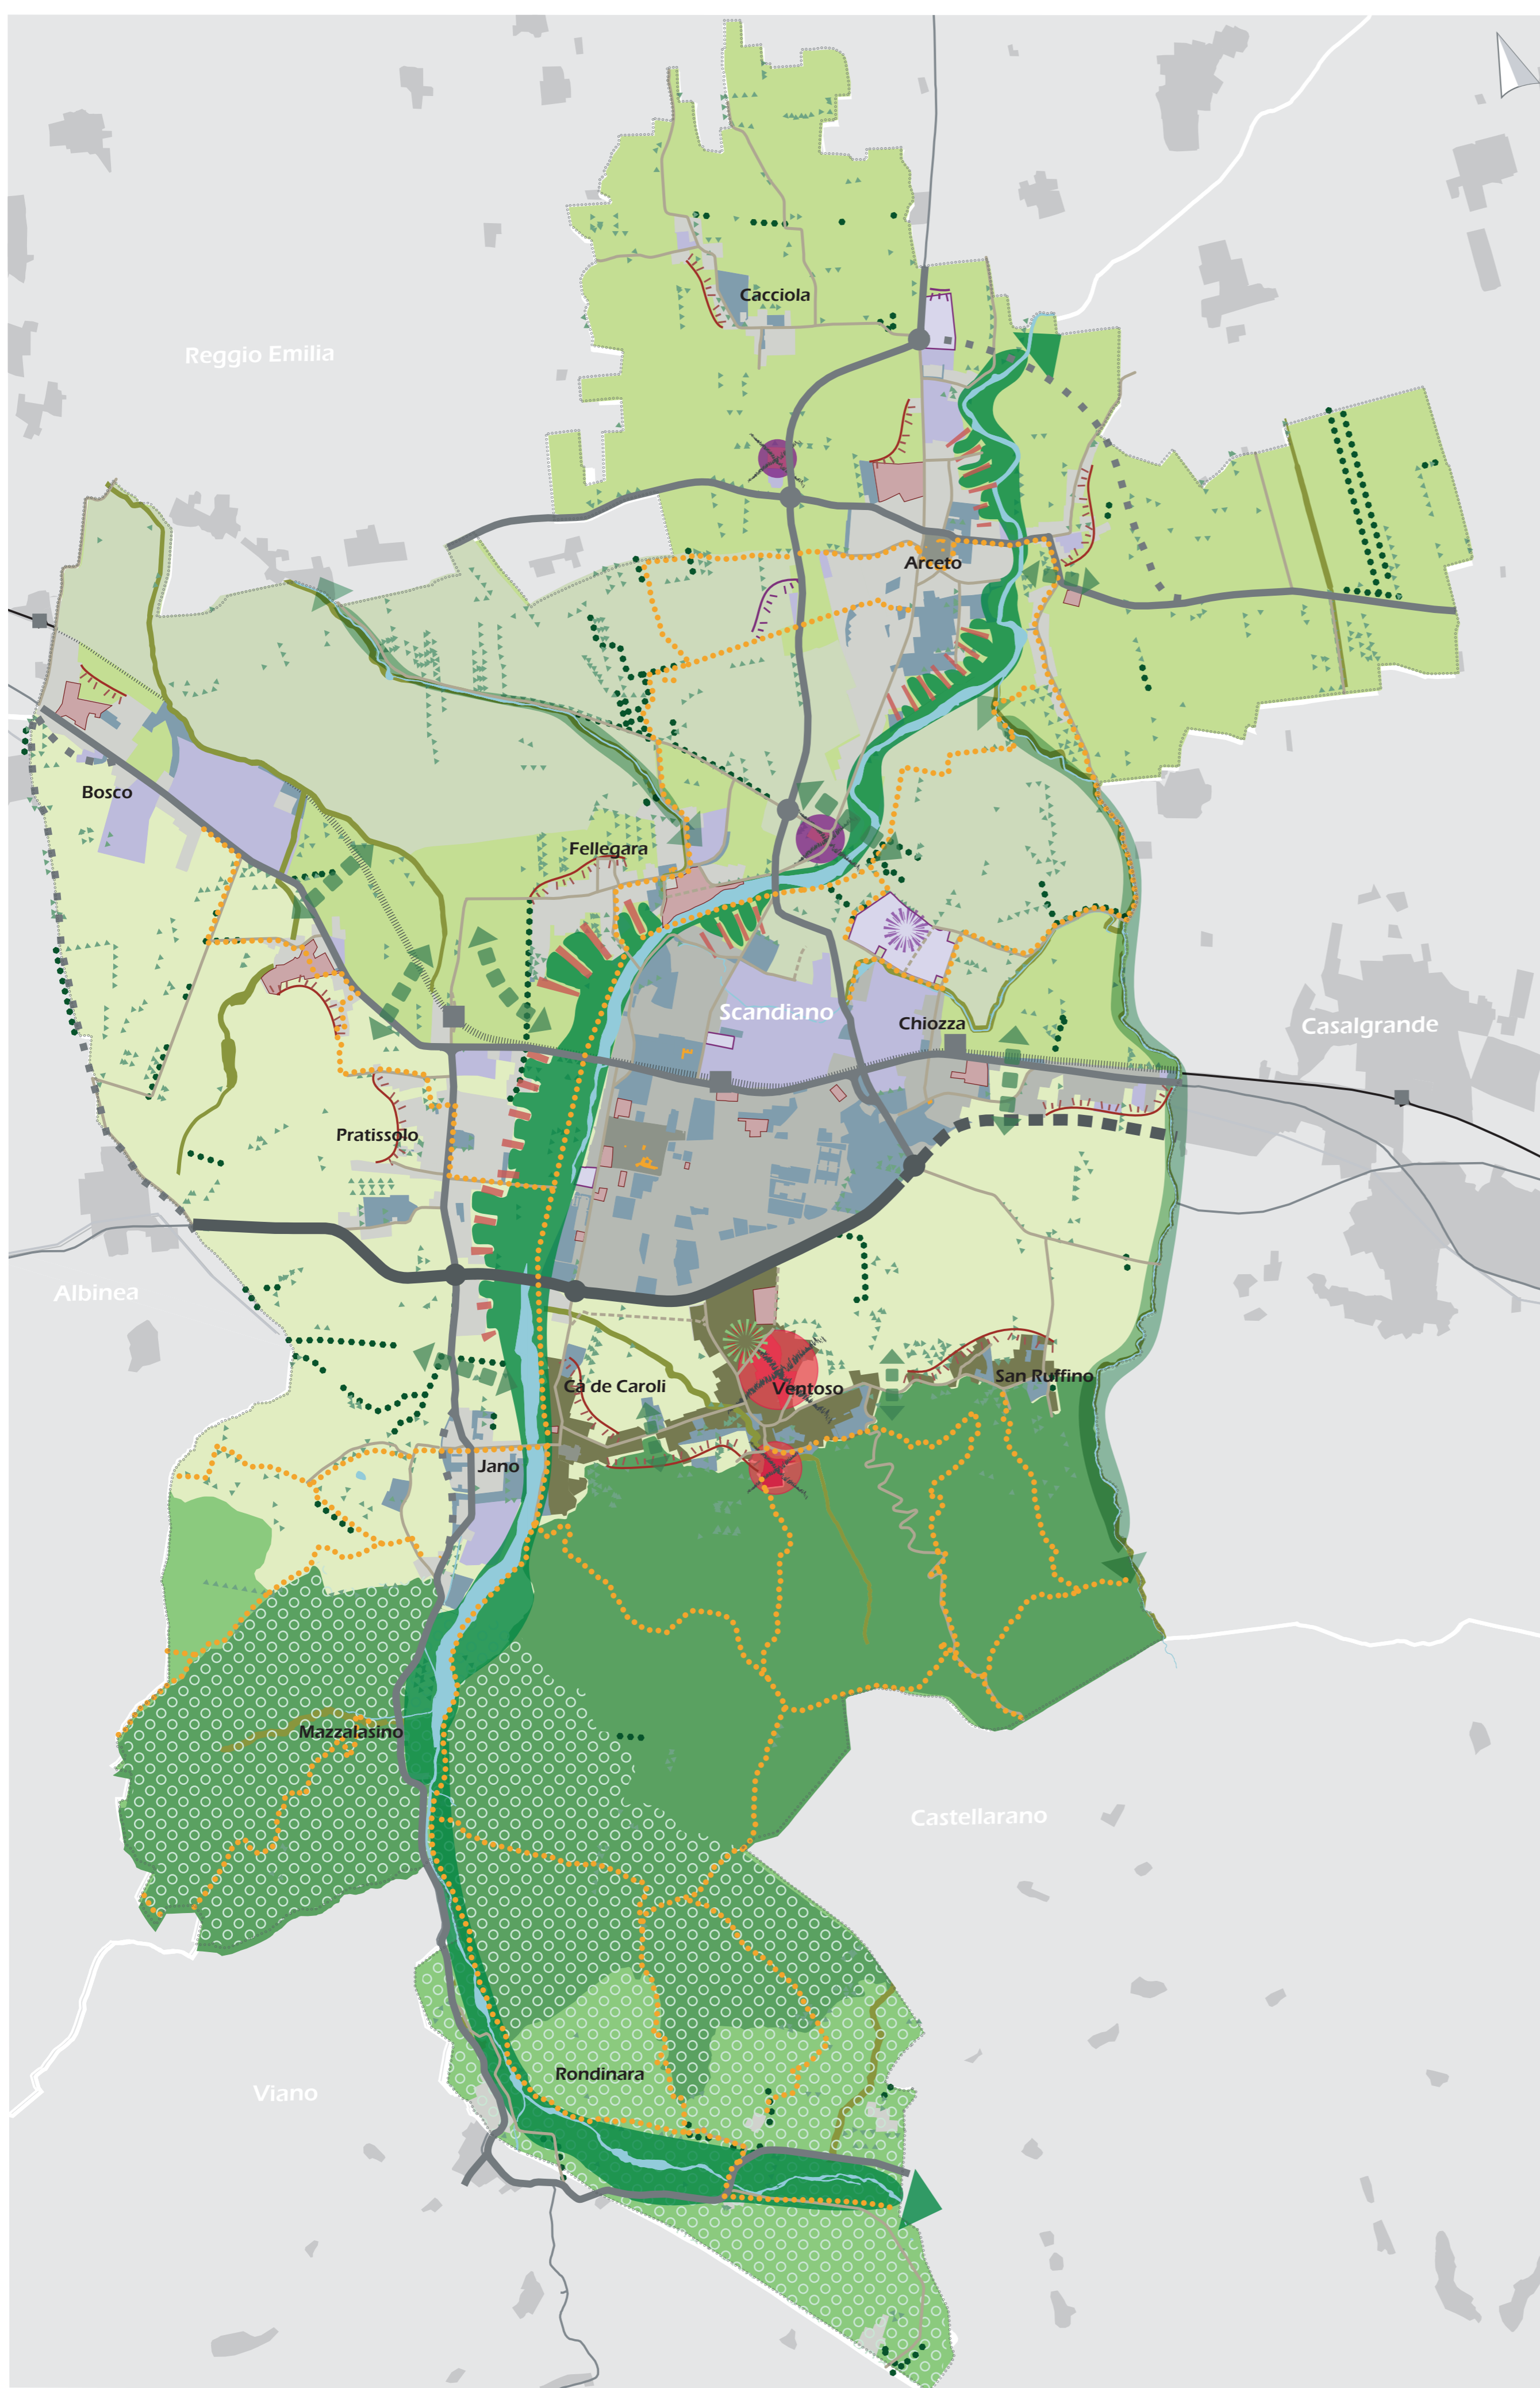 Cacciola
Reggio Emilia
Arceto
Bosco
Fellegara
Scandiano
Chiozza
Casalgrande
Pratissolo
Albinea
Ca de Caroli
Ventoso
San Ruffino
Jano
Mazzalasino
Castellarano
Rondinara
Viano